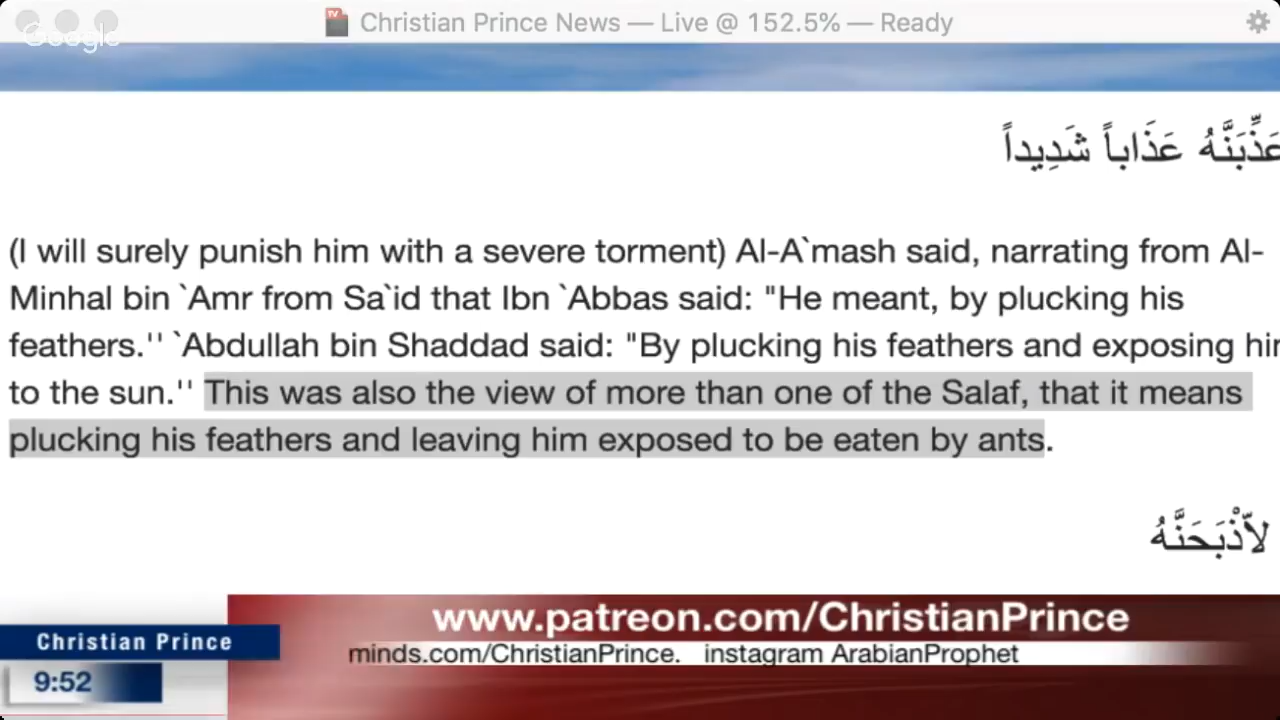 Christian Prince News — Live @ 152.5% — Ready
Google
عَذِّبَنَّهُ عَذَاباً شَدِيداً
(I will surely punish him with a severe torment) Al-A`mash said, narrating from Al-
Minhal bin `Amr from Sa`id that Ibn `Abbas said: "He meant, by plucking his
feathers.'' `Abdullah bin Shaddad said: "By plucking his feathers and exposing
to the sun.'' This was also the view of more than one of the Salaf, that it means
plucking his feathers and leaving him exposed to be eaten by ants.
لاّذْبَحَنَّهُ
www.patreon.com/ChristianPrince
Christian Prince
minds.com/ChristianPrince. instagram ArabianProphet
9:52